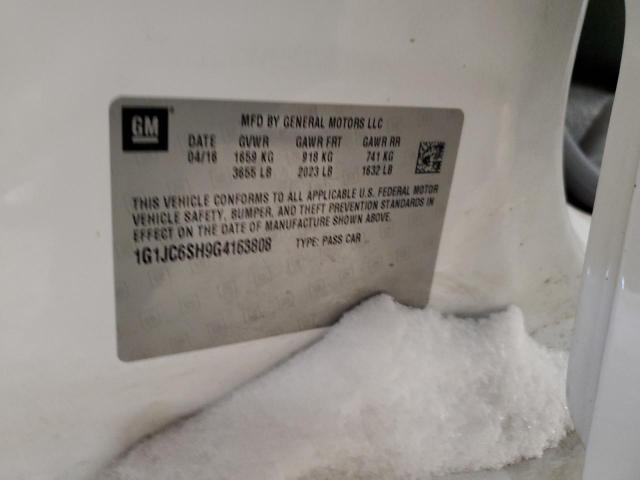 GM
MFD BY GENERAL MOTORS LLC
DATE GVWR GAWR FRT GAWR RR
04/16 1659 KG 918 KG 741 KG
3655 LB 2023 LB 1632 LB
THIS VEHICLE CONFORMS TO ALL APPLICABLE U.S. FEDERAL MOTOR
VEHICLE SAFETY, BUMPER, AND THEFT PREVENTION STANDARDS IN
EFFECT ON THE DATE OF MANUFACTURE SHOWN ABOVE.
1G1JC6SH9G4163808 TYPE: PASS CAR